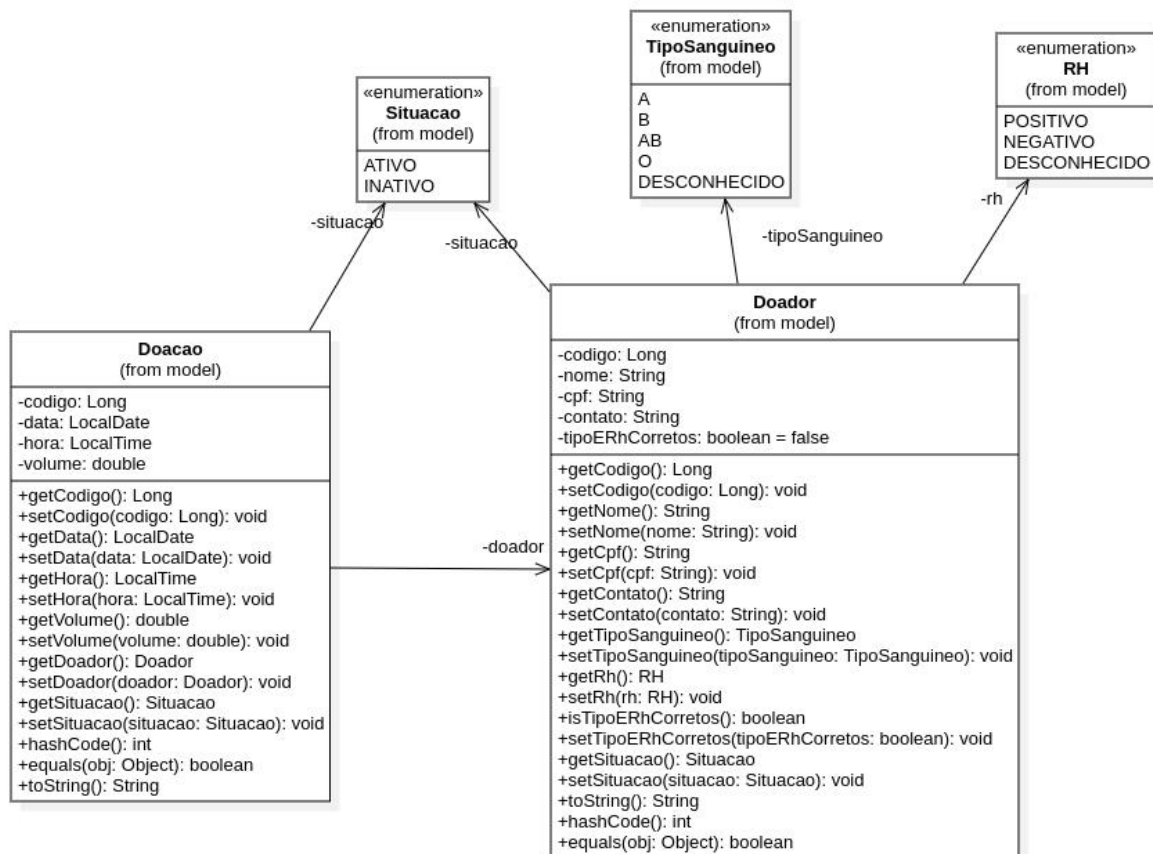 «enumeration»
TipoSanguineo
(from model)
A
B
AB
O
DESCONHECIDO
«enumeration»
RH
(from model)
POSITIVO
NEGATIVO
DESCONHECIDO
«enumeration»
Situacao
(from model)
ATIVO
INATIVO
-situacao
-situacao
-tipoSanguineo
-rh
Doacao
(from model)
-codigo: Long
-data: LocalDate
-hora: LocalTime
-volume: double
+getCodigo(): Long
+setCodigo(codigo: Long): void
+getData(): LocalDate
+setData(data: LocalDate): void
+getHora(): LocalTime
+setHora(hora: LocalTime): void
+getVolume(): double
+setVolume(volume: double): void
+getDoador(): Doador
+setDoador(doador: Doador): void
+getSituacao(): Situacao
+setSituacao(situacao: Situacao): void
+hashCode(): int
+equals(obj: Object): boolean
+toString(): String
-doador
Doador
(from model)
-codigo: Long
-nome: String
-cpf: String
-contato: String
-tipoERhCorretos: boolean = false
+getCodigo(): Long
+setCodigo(codigo: Long): void
+getNome(): String
+setNome(nome: String): void
+getCpf(): String
+setCpf(cpf: String): void
+getContato(): String
+setContato(contato: String): void
+getTipoSanguineo(): TipoSanguineo
+setTipoSanguineo(tipoSanguineo: TipoSanguineo): void
+getRh(): RH
+setRh(rh: RH): void
+isTipoERhCorretos(): boolean
+setTipoERhCorretos(tipoERhCorretos: boolean): void
+getSituacao(): Situacao
+setSituacao(situacao: Situacao): void
+toString(): String
+hashCode(): int
+equals(obj: Object): boolean